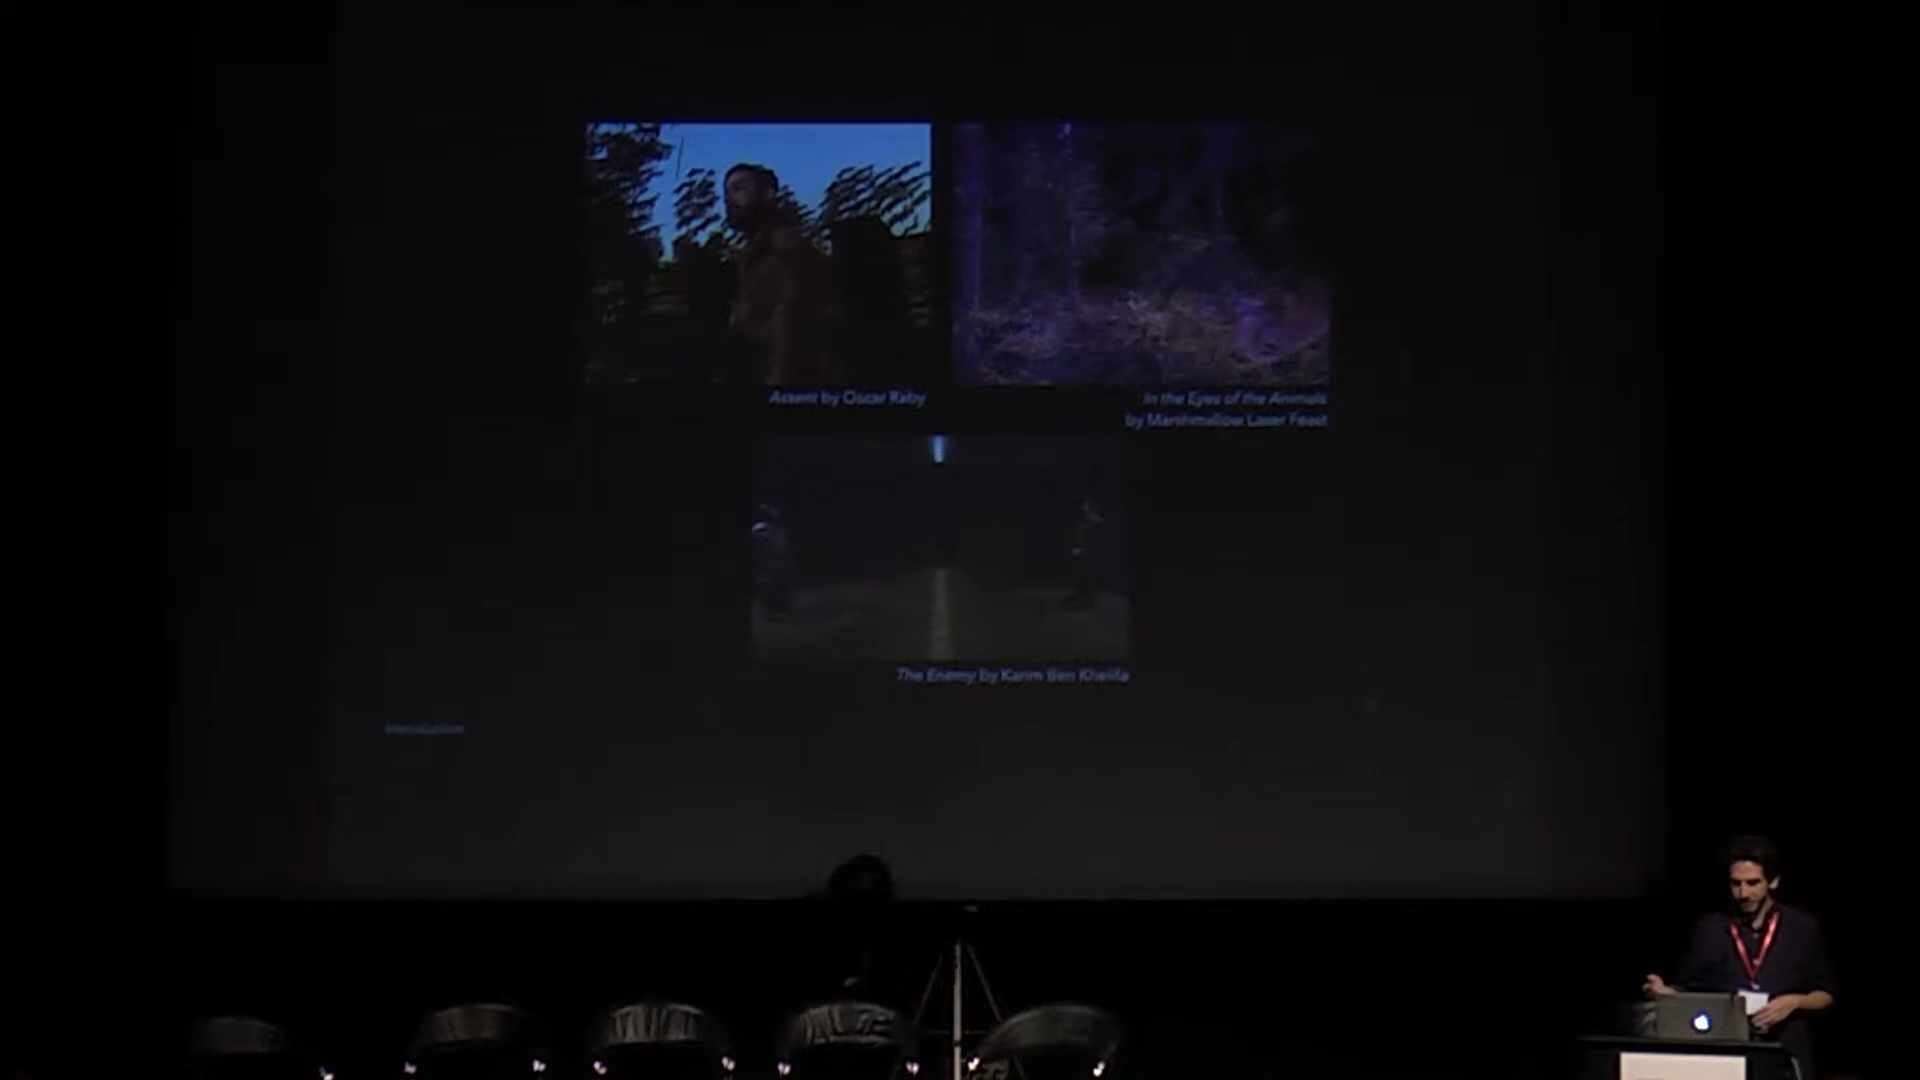 Assent by Oscar Raby
In the Eyes of the Animals
by Marshmallow Laser Feast
The Enemy by Karim Ben Khelifa
Introduction